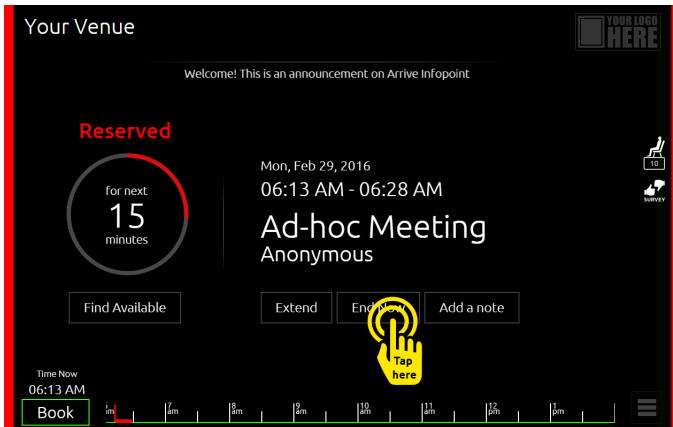 Your Venue
YOUR LOGO
HERE
Welcome! This is an announcement on Arrive Infopoint
Reserved
for next
15
minutes
Mon, Feb 29, 2016
06:13 AM - 06:28 AM
Ad-hoc Meeting
Anonymous
10
SURVEY
Find Available
Extend
End Now
Add a note
Tap
here
Time Now
06:13 AM
Book
am
7
am
8
am
9
am
10
am
11
am
12
pm
1
pm